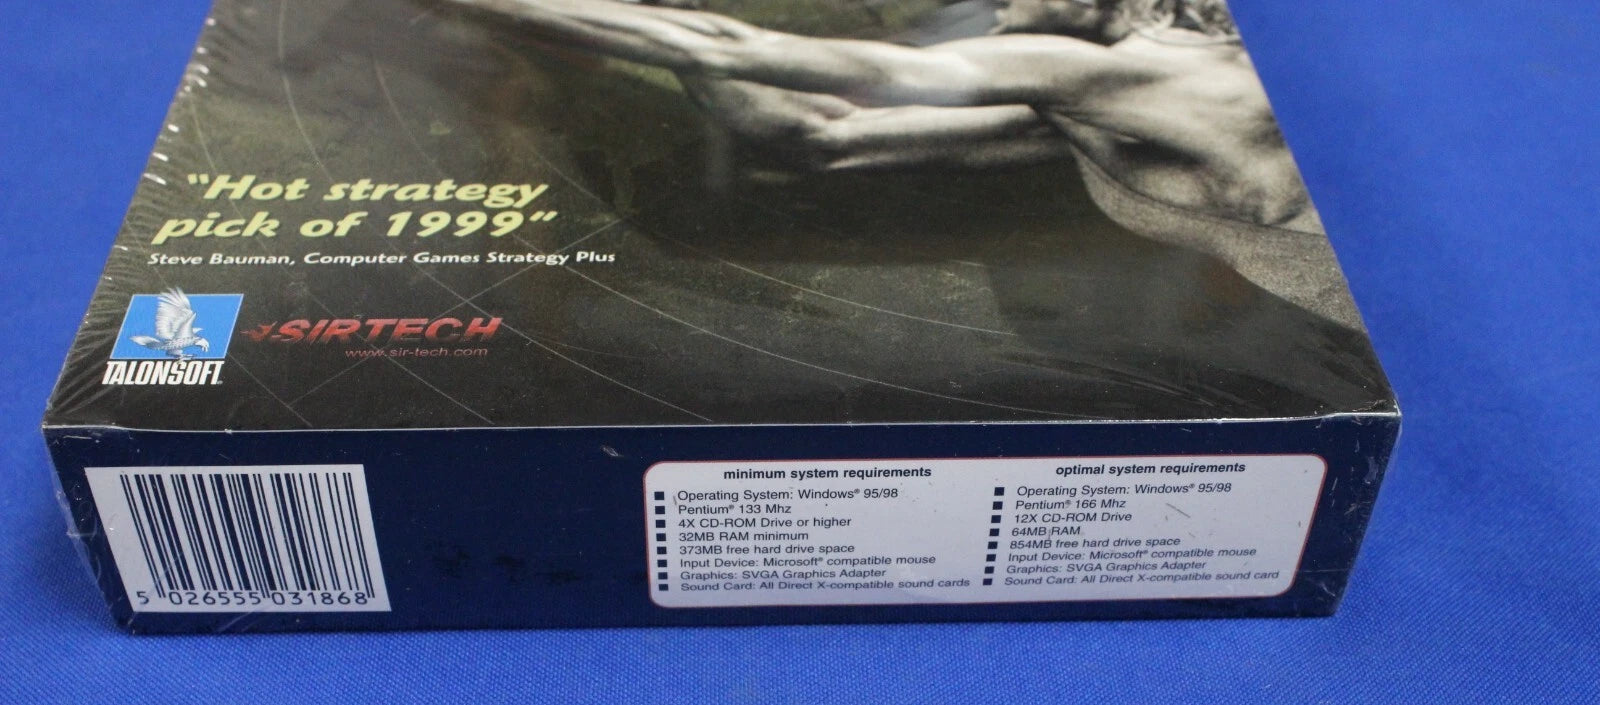 "Hot strategy
pick of 1999"
Steve Bauman, Computer Games Strategy Plus
TALONSOFT
SIRTECH
www.sir-tech.com
5 026555 031868
minimum system requirements
Operating System: Windows® 95/98
Pentium® 133 Mhz
4X CD-ROM Drive or higher
32MB RAM minimum
373MB free hard drive space
Input Device: Microsoft® compatible mouse
Graphics: SVGA Graphics Adapter
Sound Card: All Direct X-compatible sound cards
optimal system requirements
Operating System: Windows® 95/98
Pentium® 166 Mhz
12X CD-ROM Drive
64MB RAM
854MB free hard drive space
Input Device: Microsoft® compatible mouse
Graphics: SVGA Graphics Adapter
Sound Card: All Direct X-compatible sound card